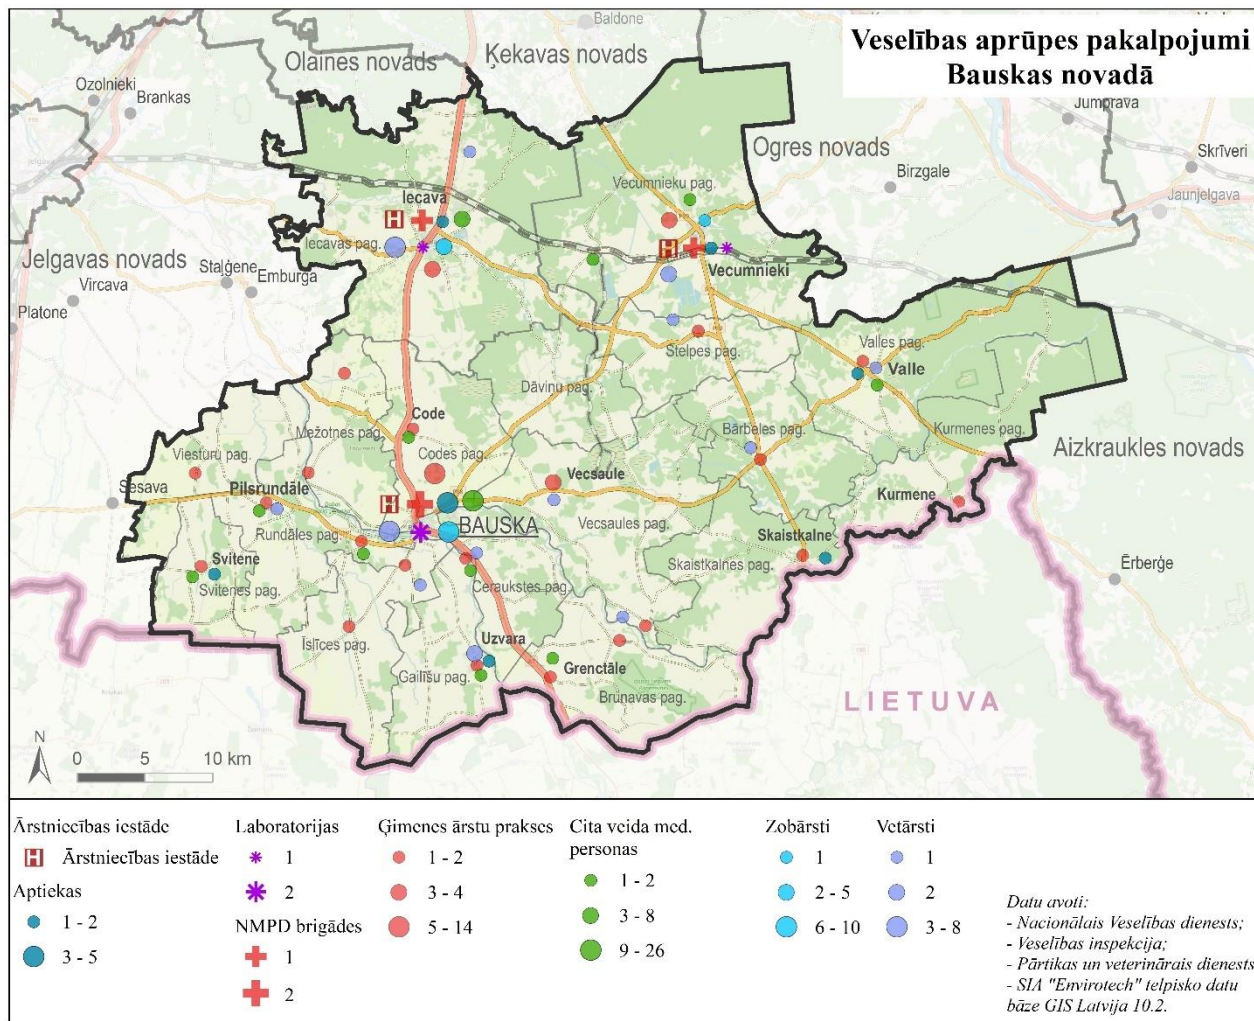 Veselības aprūpes pakalpojumi
Bauskas novadā
Baldone
Ķekavas novads
Olaines novads
Ozolnieki
Brankas
Jumprava
Ogres novads
Skrīveri
Birzgale
Jaunjelgava
Vecumnieku pag.
Iecava
Iecavas pag.
Vecumnieki
Jelgavas novads
Staļģene
Emburga
Vircava
Platone
Stelpes pag.
Valles pag.
Valle
Dāviņu pag.
Kurmenes pag.
Code
Mežotnes pag.
Codes pag.
Bārbeles pag.
Aizkraukles novads
Viesturu pag.
Sesava
Pilsrundāle
Vecsaule
Kurmene
BAUSKA
Vecsaules pag.
Rundāles pag.
Skaistkalne
Svitene
Svitenes pag.
Skaistkalnes pag.
Ērberģe
Ceraukstes pag.
Īslīces pag.
Uzvara
Gailīšu pag.
Grenctāle
Brunavas pag.
LIETUVA
N
0 5 10 km
Ārstniecības iestāde
H Ārstniecības iestāde
Aptiekas
1 - 2
3 - 5
Laboratorijas
1
2
NMPD brigādes
1
2
Ģimenes ārstu prakses
1 - 2
3 - 4
5 - 14
Cita veida med.
personas
1 - 2
3 - 8
9 - 26
Zobārsti
1
2 - 5
6 - 10
Vetārsti
1
2
3 - 8
Datu avoti:
- Nacionālais Veselības dienests;
- Veselības inspekcija;
- Pārtikas un veterinārais dienests
- SIA "Envirotech" telpisko datu
bāze GIS Latvija 10.2.